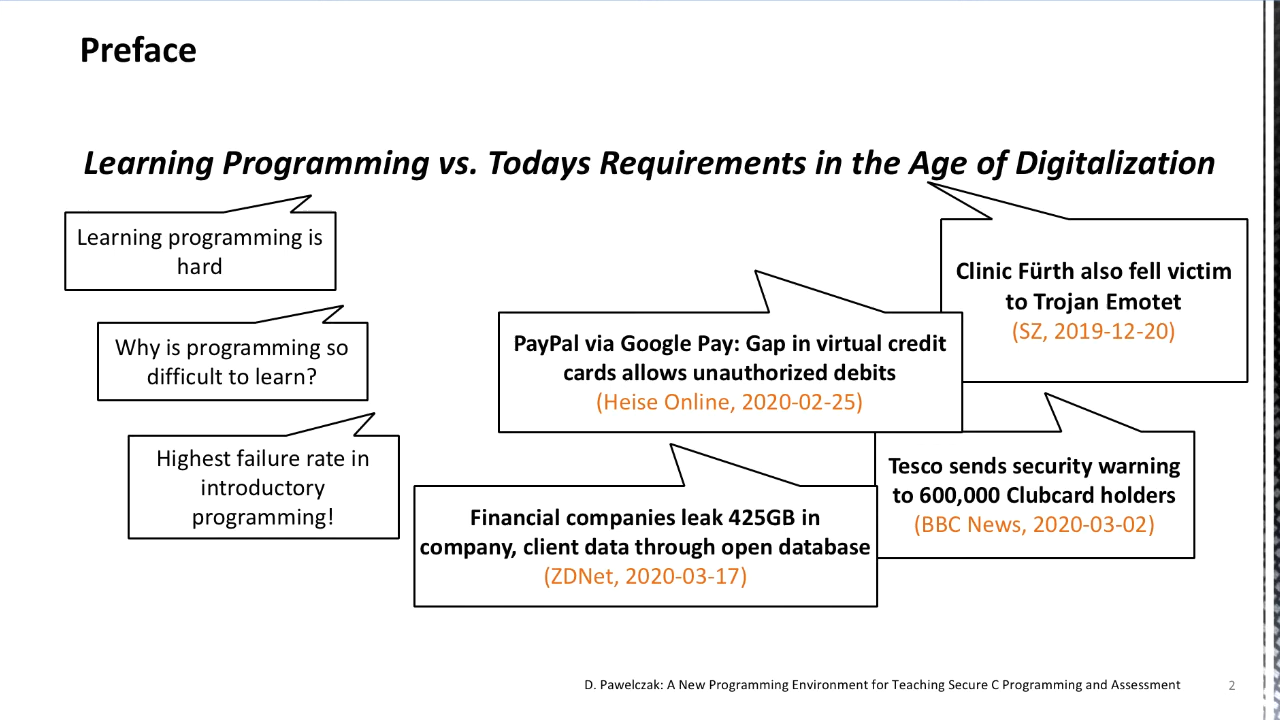 Preface
Learning Programming vs. Todays Requirements in the Age of Digitalization
Learning programming is
hard
Why is programming so
difficult to learn?
Highest failure rate in
introductory
programming!
Clinic Fürth also fell victim
to Trojan Emotet
(SZ, 2019-12-20)
PayPal via Google Pay: Gap in virtual credit
cards allows unauthorized debits
(Heise Online, 2020-02-25)
Tesco sends security warning
to 600,000 Clubcard holders
(BBC News, 2020-03-02)
Financial companies leak 425GB in
company, client data through open database
(ZDNet, 2020-03-17)
D. Pawelczak: A New Programming Environment for Teaching Secure C Programming and Assessment
2